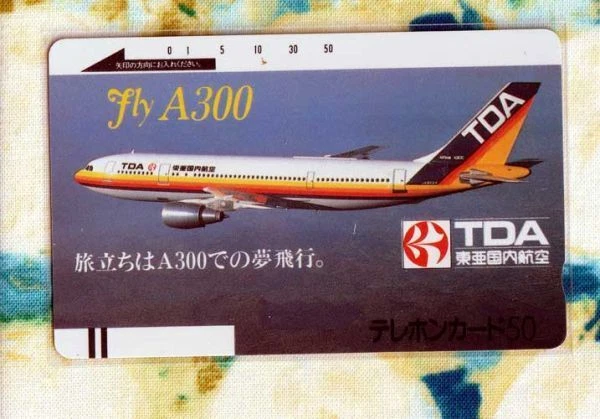 0 1 5 10 30 50
矢印の方向にお入れください。
fly A300
TDA 東亜国内航空
TDA
TDA
東亜国内航空
旅立ちはA300での夢飛行。
テレホンカード50